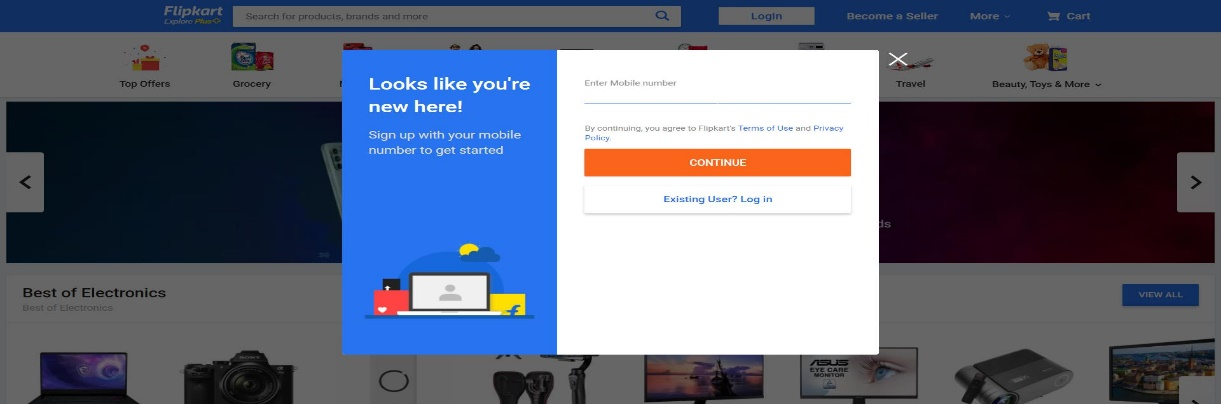 Flipkart
Explore Plus
Search for products, brands and more
Login
Become a Seller
More
Cart
Top Offers
Grocery
Travel
Beauty, Toys & More
Looks like you're
new here!
Sign up with your mobile
number to get started
Enter Mobile number
By continuing, you agree to Flipkart's Terms of Use and Privacy
Policy.
CONTINUE
Existing User? Log in
ds
Best of Electronics
Best of Electronics
VIEW ALL
SONY
ASUS
EYE CARE
MONITOR